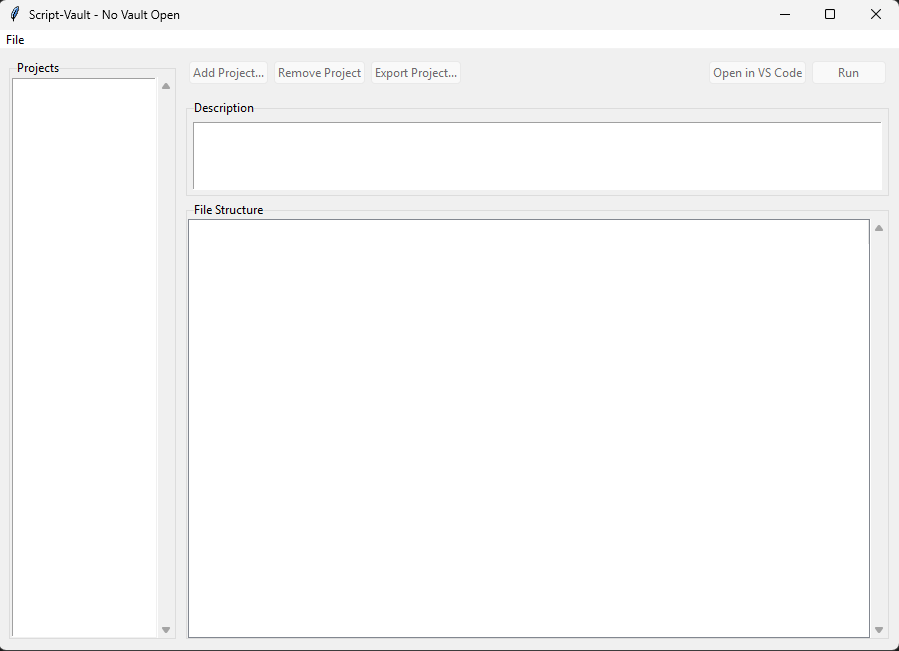 Script-Vault - No Vault Open
File
Projects
Add Project...
Remove Project
Export Project...
Open in VS Code
Run
Description
File Structure